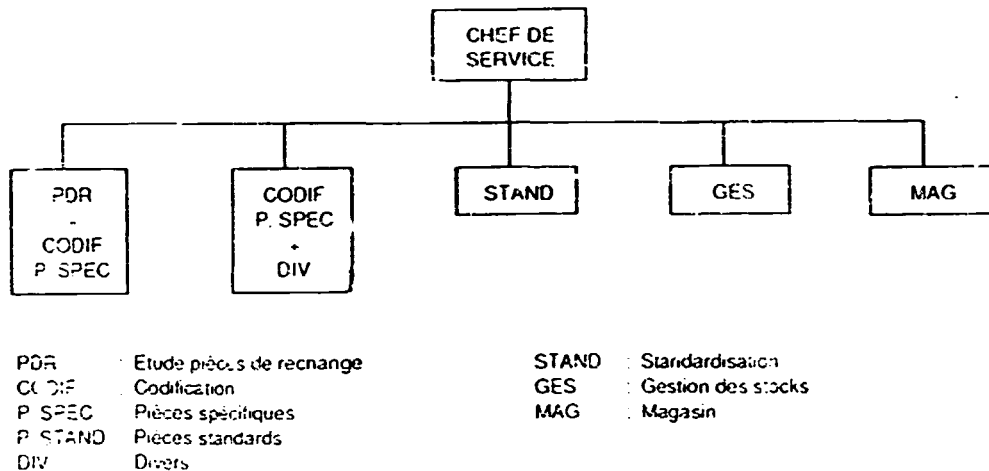 CHEF DE
SERVICE
PDR
-
CODIF
P. SPEC
CODIF
P. SPEC
+
DIV
STAND
GES
MAG
PDR : Etude pièces de rechange
CODIF : Codification
P. SPEC Pièces spécifiques
P. STAND Pièces standards
DIV Divers
STAND : Standardisation
GES : Gestion des stocks
MAG : Magasin